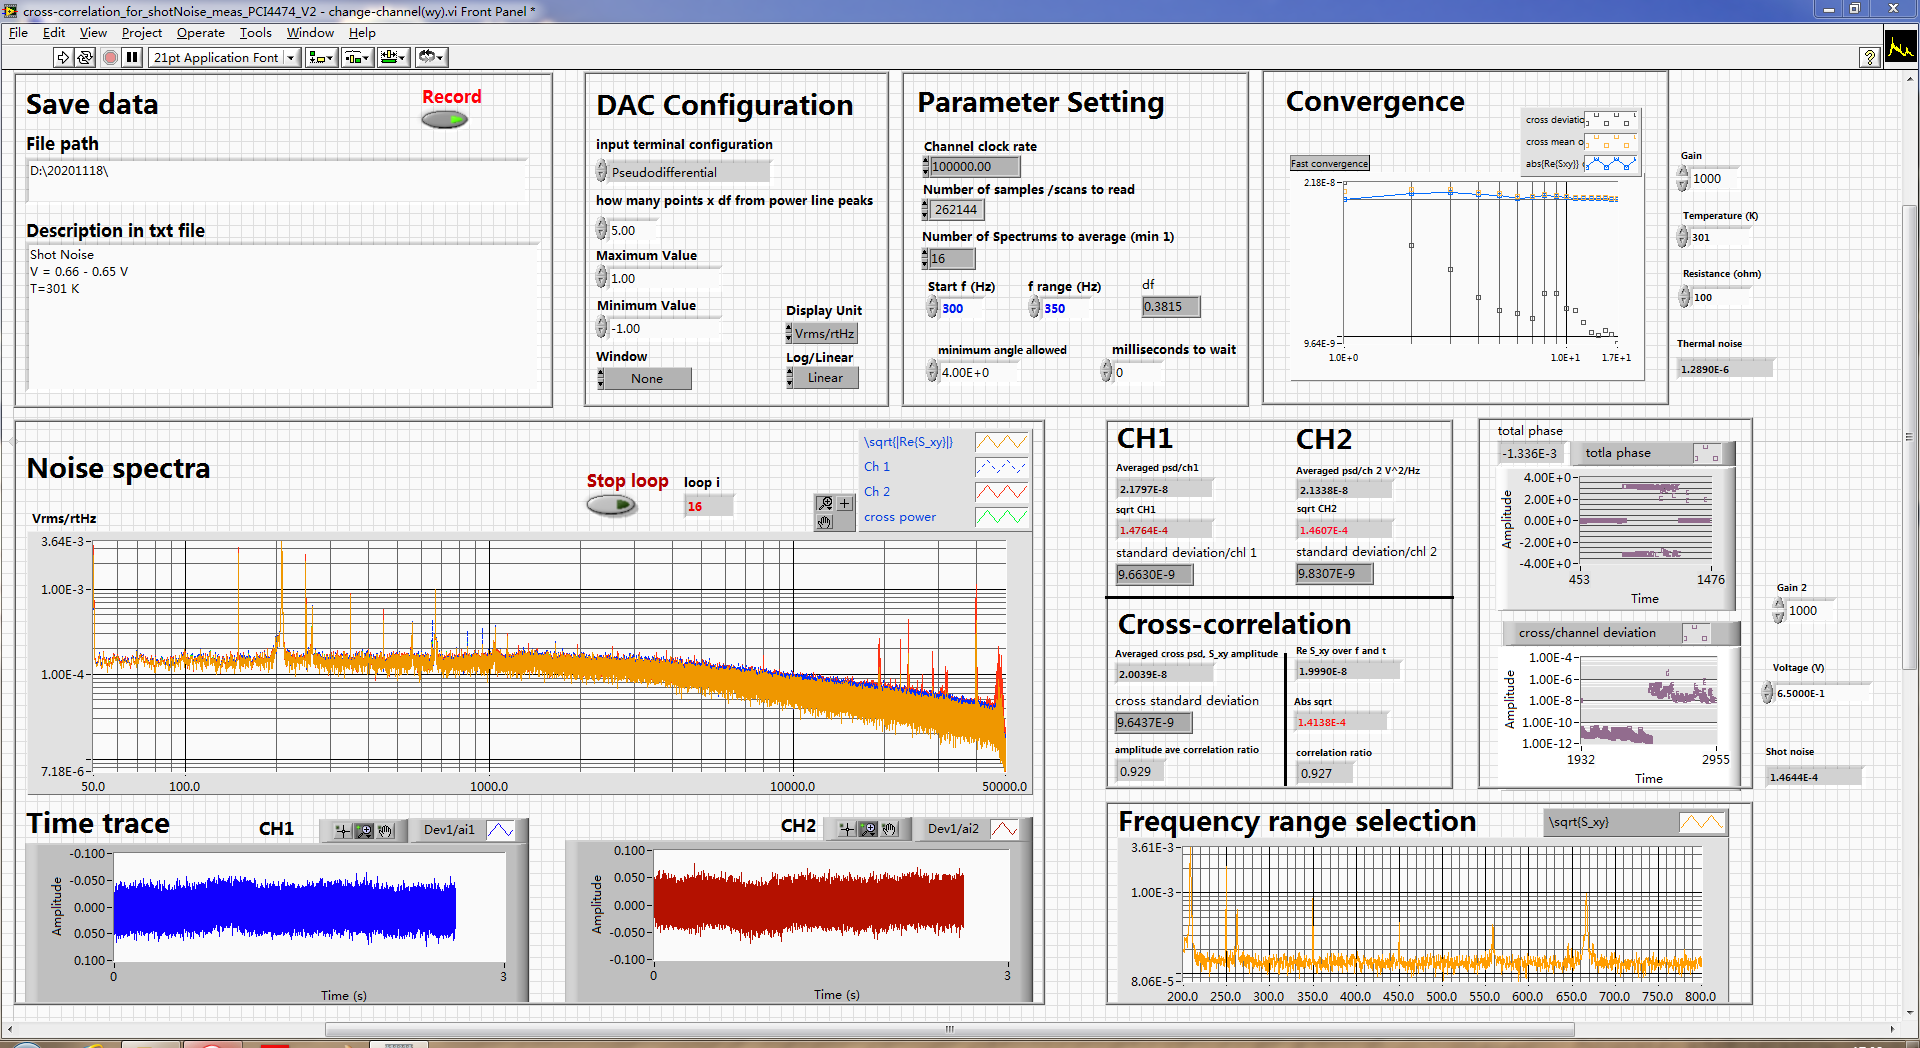 cross-correlation_for_shotNoise_meas_PCI4474_V2 - change-channel(wy).vi Front Panel *
File Edit View Project Operate Tools Window Help
21pt Application Font
Save data
Record
File path
D:\20201118\
Description in txt file
Shot Noise
V = 0.66 - 0.65 V
T=301 K
DAC Configuration
input terminal configuration
Pseudodifferential
how many points x df from power line peaks
5.00
Maximum Value
1.00
Minimum Value
-1.00
Display Unit
Vrms/rtHz
Window
None
Log/Linear
Linear
Parameter Setting
Channel clock rate
100000.00
Number of samples /scans to read
262144
Number of Spectrums to average (min 1)
16
Start f (Hz)
300
f range (Hz)
350
df
0.3815
minimum angle allowed
4.00E+0
milliseconds to wait
0
Convergence
cross deviatio
cross mean o
abs{Re{Sxy}}
Fast convergence
2.18E-8
9.64E-9
1.0E+0 1.0E+1 1.7E+1
Gain
1000
Temperature (K)
301
Resistance (ohm)
100
Thermal noise
1.2890E-6
Noise spectra
Stop loop
loop i
16
\sqrt{|Re{S_xy}|}
Ch 1
Ch 2
cross power
Vrms/rtHz
3.64E-3
1.00E-3
1.00E-4
7.18E-6
50.0 100.0 1000.0 10000.0 50000.0
CH1
Averaged psd/ch1
2.1797E-8
sqrt CH1
1.4764E-4
standard deviation/chl 1
9.6630E-9
CH2
Averaged psd/ch 2 V^2/Hz
2.1338E-8
sqrt CH2
1.4607E-4
standard deviation/chl 2
9.8307E-9
Cross-correlation
Averaged cross psd, S_xy amplitude
2.0039E-8
cross standard deviation
9.6437E-9
amplitude ave correlation ratio
0.929
Re S_xy over f and t
1.9990E-8
Abs sqrt
1.4138E-4
correlation ratio
0.927
total phase
-1.336E-3
totla phase
4.00E+0
2.00E+0
0.00E+0
-2.00E+0
-4.00E+0
Amplitude
453 1476
Time
cross/channel deviation
1.00E-4
1.00E-6
1.00E-8
1.00E-10
1.00E-12
Amplitude
1932 2955
Time
Gain 2
1000
Voltage (V)
6.5000E-1
Shot noise
1.4644E-4
Time trace
CH1
Dev1/ai1
-0.100
-0.050
0.000
0.050
0.100
Amplitude
0 3
Time (s)
CH2
Dev1/ai2
0.100
0.050
0.000
-0.050
-0.100
Amplitude
0 3
Time (s)
Frequency range selection
\sqrt{S_xy}
3.61E-3
1.00E-3
8.06E-5
200.0 250.0 300.0 350.0 400.0 450.0 500.0 550.0 600.0 650.0 700.0 750.0 800.0